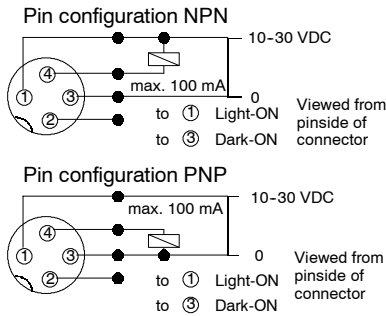 Pin configuration NPN
10-30 VDC
4
max. 100 mA
1 3 0
2
to ① Light-ON
to ③ Dark-ON
Viewed from
pinside of
connector
Pin configuration PNP
10-30 VDC
max. 100 mA
4
1 3 0
2
to ① Light-ON
to ③ Dark-ON
Viewed from
pinside of
connector